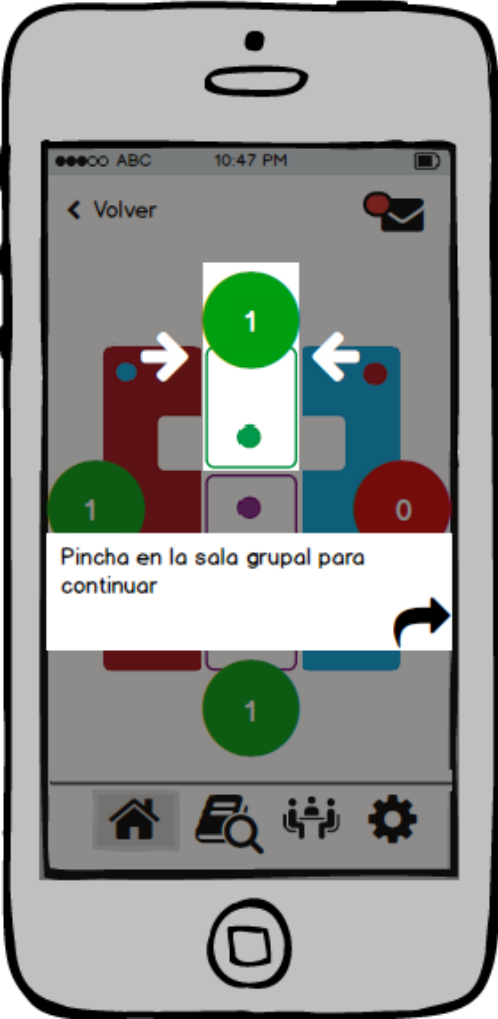 ABC 10:47 PM
Volver
1
1 0
Pincha en la sala grupal para
continuar
1